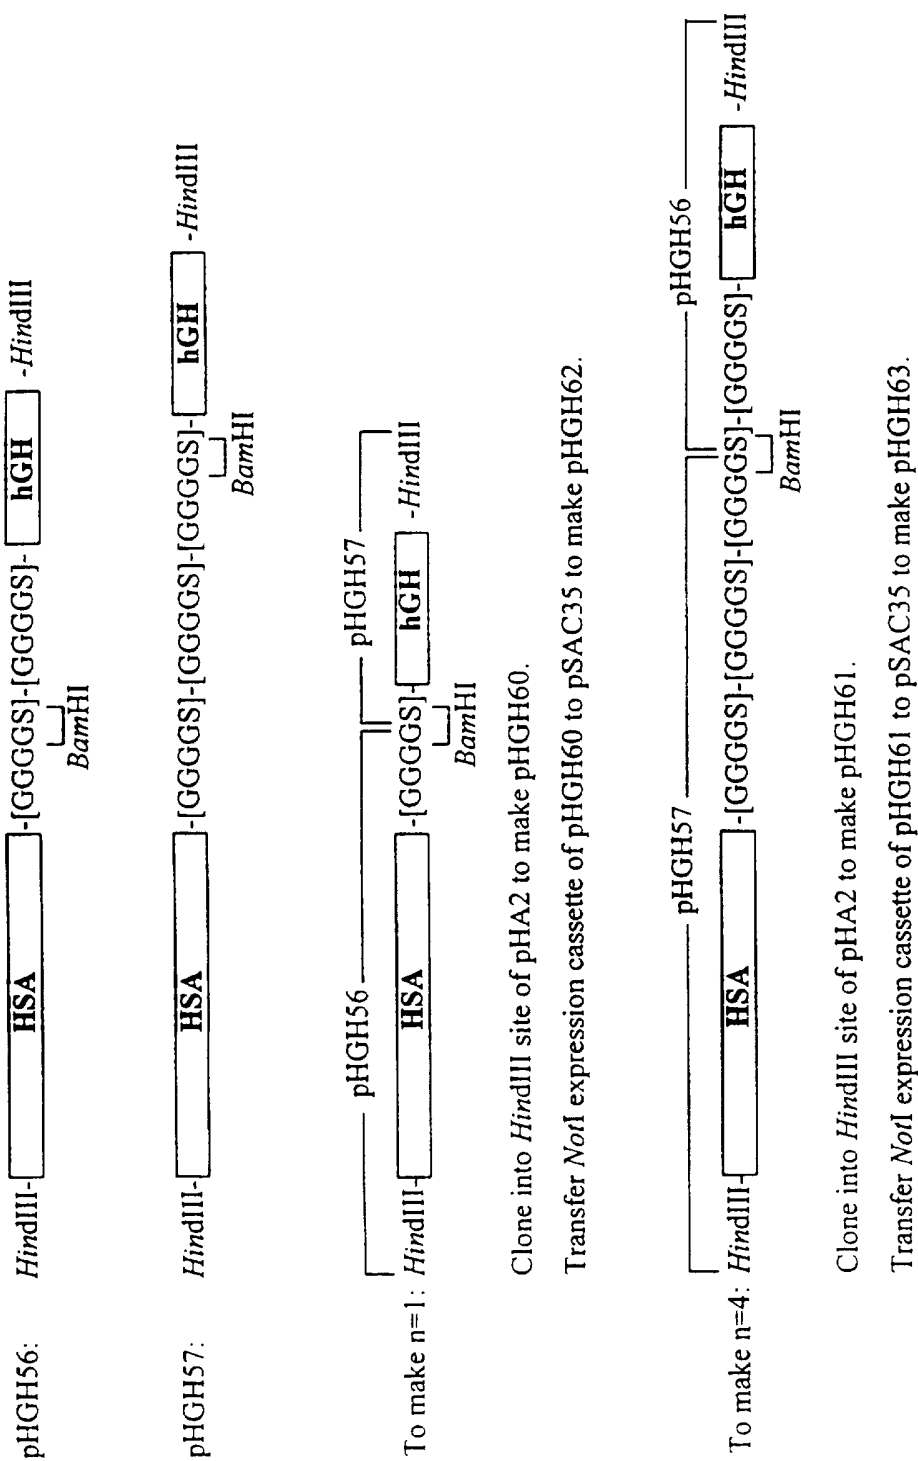 pHGH56: HindIII- HSA -[GGGGS]-[GGGGS]- hGH -HindIII
BamHI
pHGH57: HindIII- HSA -[GGGGS]-[GGGGS]-[GGGGS]- hGH -HindIII
BamHI
pHGH56 pHGH57
To make n=1: HindIII- HSA -[GGGGS]- hGH -HindIII
BamHI
Clone into HindIII site of pHA2 to make pHGH60.
Transfer NotI expression cassette of pHGH60 to pSAC35 to make pHGH62.
pHGH57 pHGH56
To make n=4: HindIII- HSA -[GGGGS]-[GGGGS]-[GGGGS]-[GGGGS]- hGH -HindIII
BamHI
Clone into HindIII site of pHA2 to make pHGH61.
Transfer NotI expression cassette of pHGH61 to pSAC35 to make pHGH63.